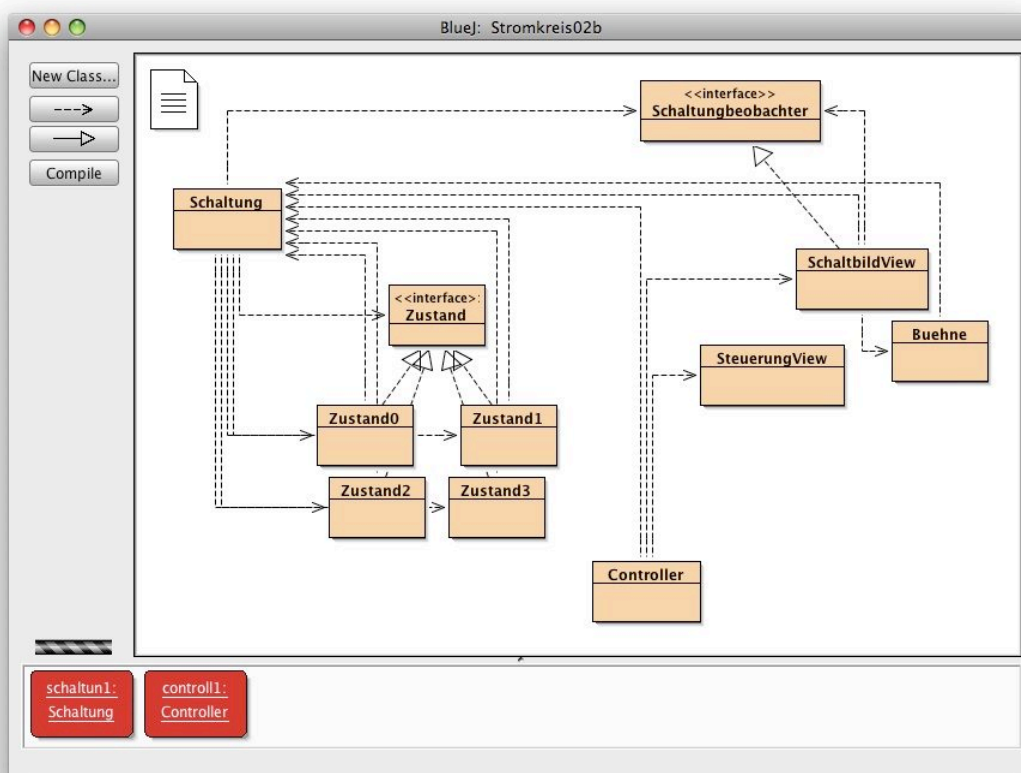 BlueJ: Stromkreis02b
New Class...
Compile
<<interface>>
Schaltungbeobachter
Schaltung
SchaltbildView
<<interface>:
Zustand
Buehne
SteuerungView
Zustand0
Zustand1
Zustand2
Zustand3
Controller
schaltun1:
Schaltung
controll1:
Controller